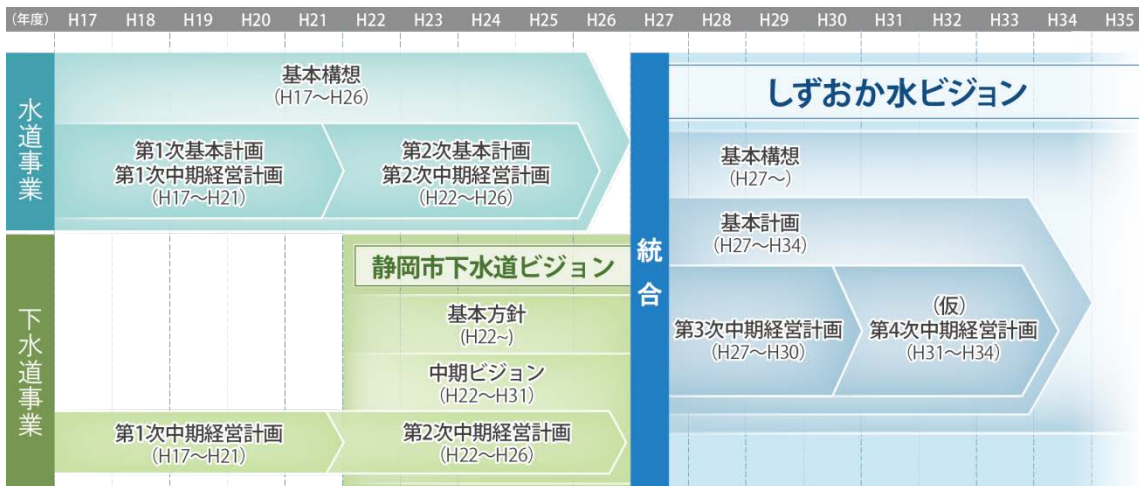 （年度） H17 H18 H19 H20 H21 H22 H23 H24 H25 H26 H27 H28 H29 H30 H31 H32 H33 H34 H35
水道事業
基本構想
（H17～H26）
第1次基本計画
第1次中期経営計画
（H17～H21）
第2次基本計画
第2次中期経営計画
（H22～H26）
下水道事業
静岡市下水道ビジョン
基本方針
(H22~)
中期ビジョン
（H22～H31）
第1次中期経営計画
（H17～H21）
第2次中期経営計画
（H22～H26）
統合
しずおか水ビジョン
基本構想
（H27～）
基本計画
（H27～H34）
第3次中期経営計画
（H27～H30）
（仮）
第4次中期経営計画
（H31～H34）